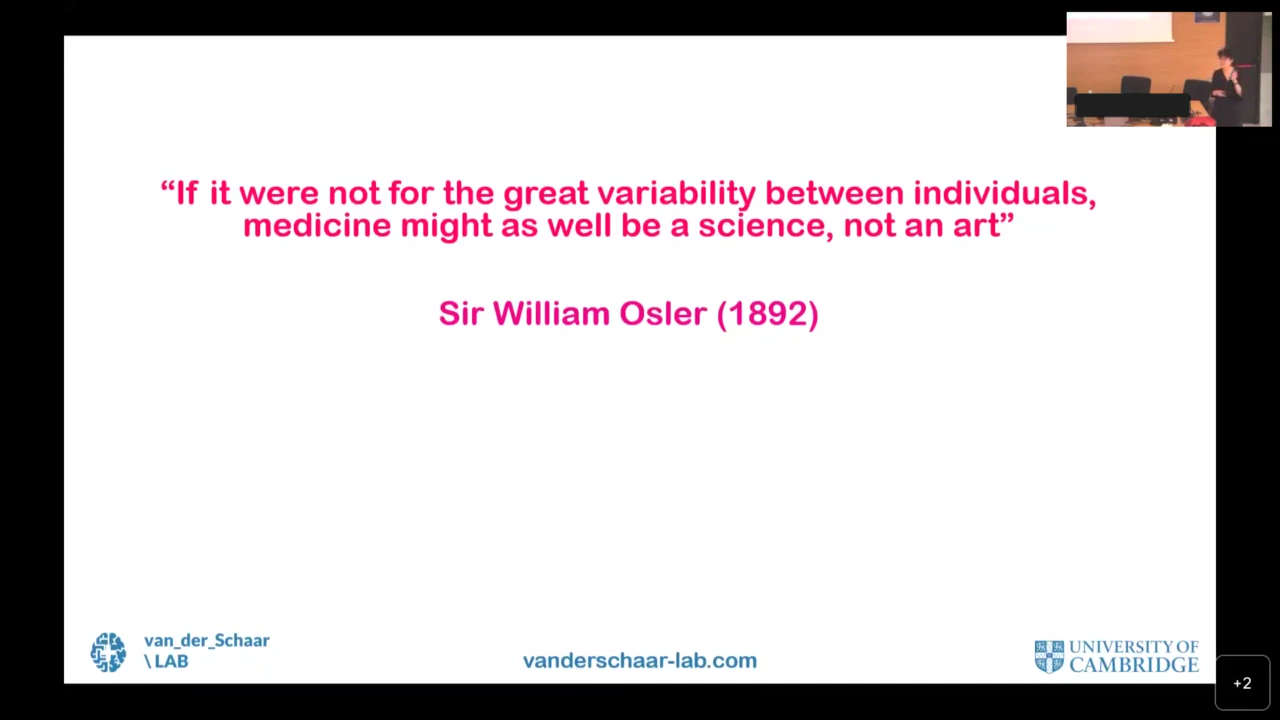 “If it were not for the great variability between individuals,
medicine might as well be a science, not an art”
Sir William Osler (1892)
van_der_Schaar
\ LAB
vanderschaar-lab.com
UNIVERSITY OF
CAMBRIDGE
+2